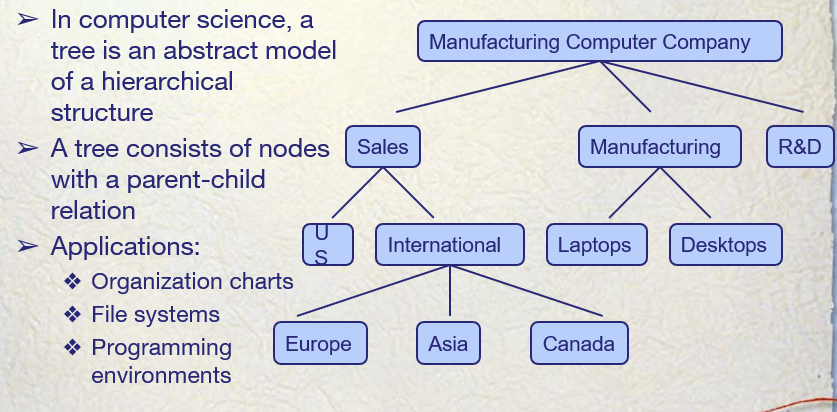 ➢ In computer science, a
tree is an abstract model
of a hierarchical
structure
➢ A tree consists of nodes
with a parent-child
relation
➢ Applications:
❖ Organization charts
❖ File systems
❖ Programming
environments
Manufacturing Computer Company
Sales
Manufacturing
R&D
U
S
International
Laptops
Desktops
Europe
Asia
Canada